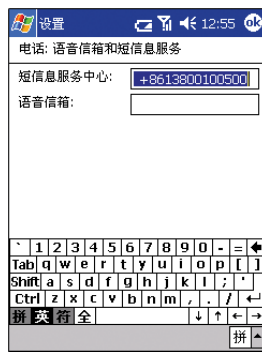 设置 12:55 ok
电话: 语音信箱和短信息服务
短信息服务中心: +8613800100500
语音信箱:
` 1 2 3 4 5 6 7 8 9 0 - =
Tab q w e r t y u i o p [ ]
Shift a s d f g h j k l ; '
Ctrl z x c v b n m , . /
拼 英 符 全
拼